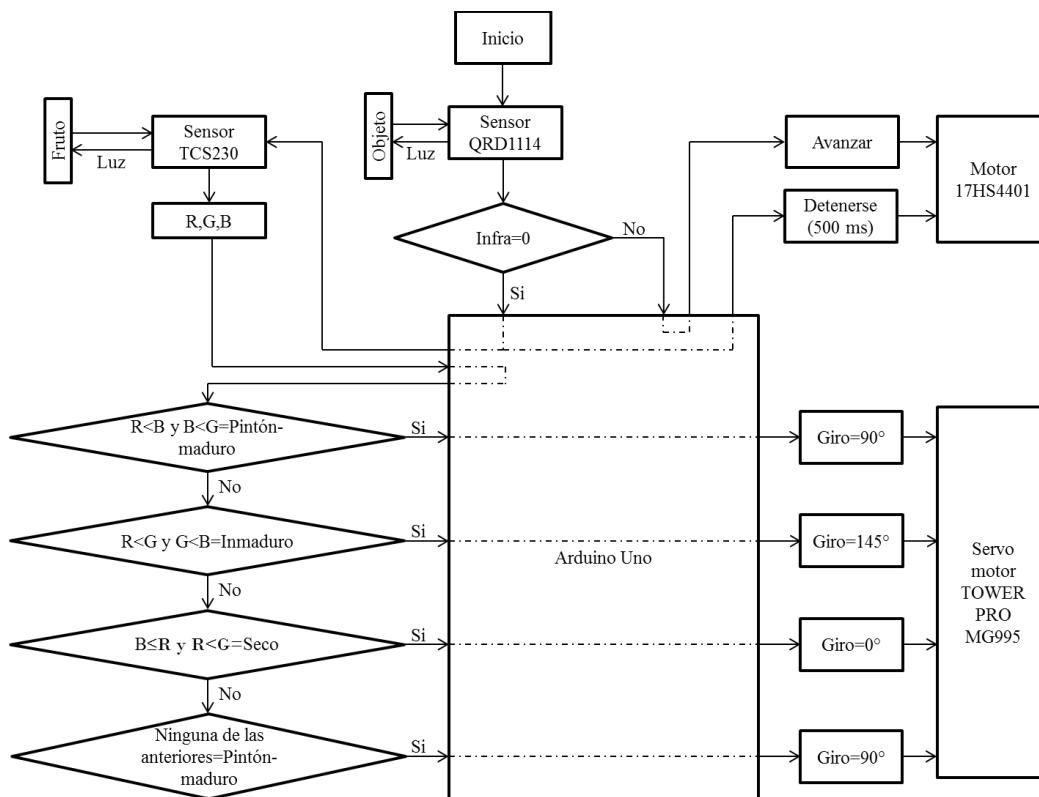 Inicio
Fruto
Luz
Sensor
TCS230
R,G,B
Objeto
Luz
Sensor
QRD1114
Infra=0
No
Si
Avanzar
Detenerse
(500 ms)
Motor
17HS4401
R<B y B<G=Pintón-
maduro
Si
No
Giro=90°
R<G y G<B=Inmaduro
Si
No
Arduino Uno
Giro=145°
B≤R y R<G=Seco
Si
No
Giro=0°
Ninguna de las
anteriores=Pintón-
maduro
Si
Giro=90°
Servo
motor
TOWER
PRO
MG995